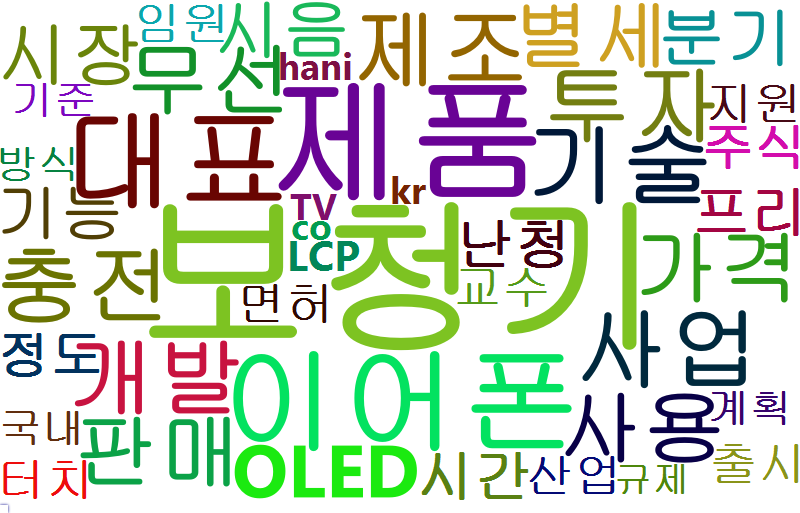 임원
시음
제조
별
세
분기
시장
무선
hani
투자
지원
기준
대표
제품
기술
주식
방식
기능
TV
kr
프리
co
LCP
보청기
난청
가격
충전
면허
교수
정도
개발
이어폰
사업
국내
판매
사용
계획
터치
OLED
시간
산업
규제
출시